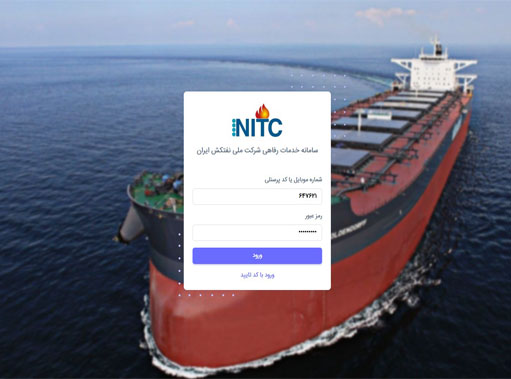 NITC
سامانه خدمات رفاهی شرکت ملی نفتکش ایران
شماره موبایل یا کد پرسنلی
۶۴۷۶۲۱
رمز عبور
•••••••••
ورود
ورود با کد تایید
OLDENDORFF